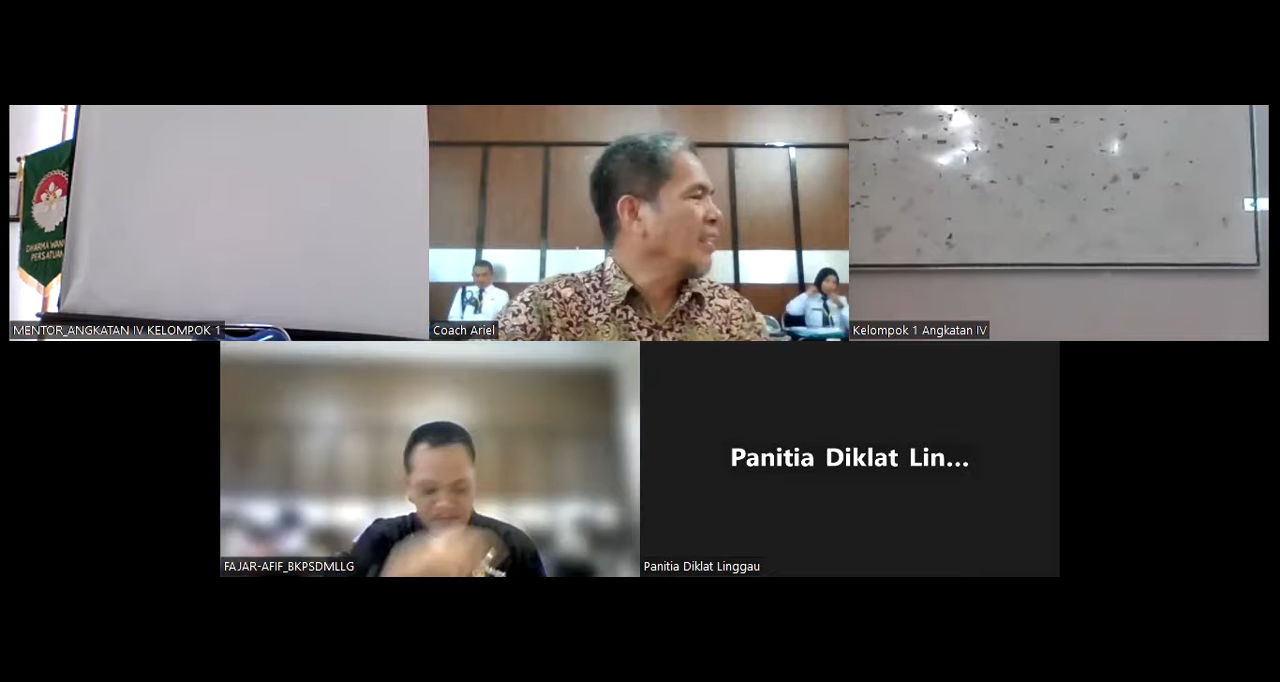 DHARMA WANI
PERSATUAN
MENTOR_ANGKATAN IV KELOMPOK 1
Coach Ariel
Kelompok 1 Angkatan IV
Panitia Diklat Lin...
FAJAR-AFIF_BKPSDMLLG
Panitia Diklat Linggau